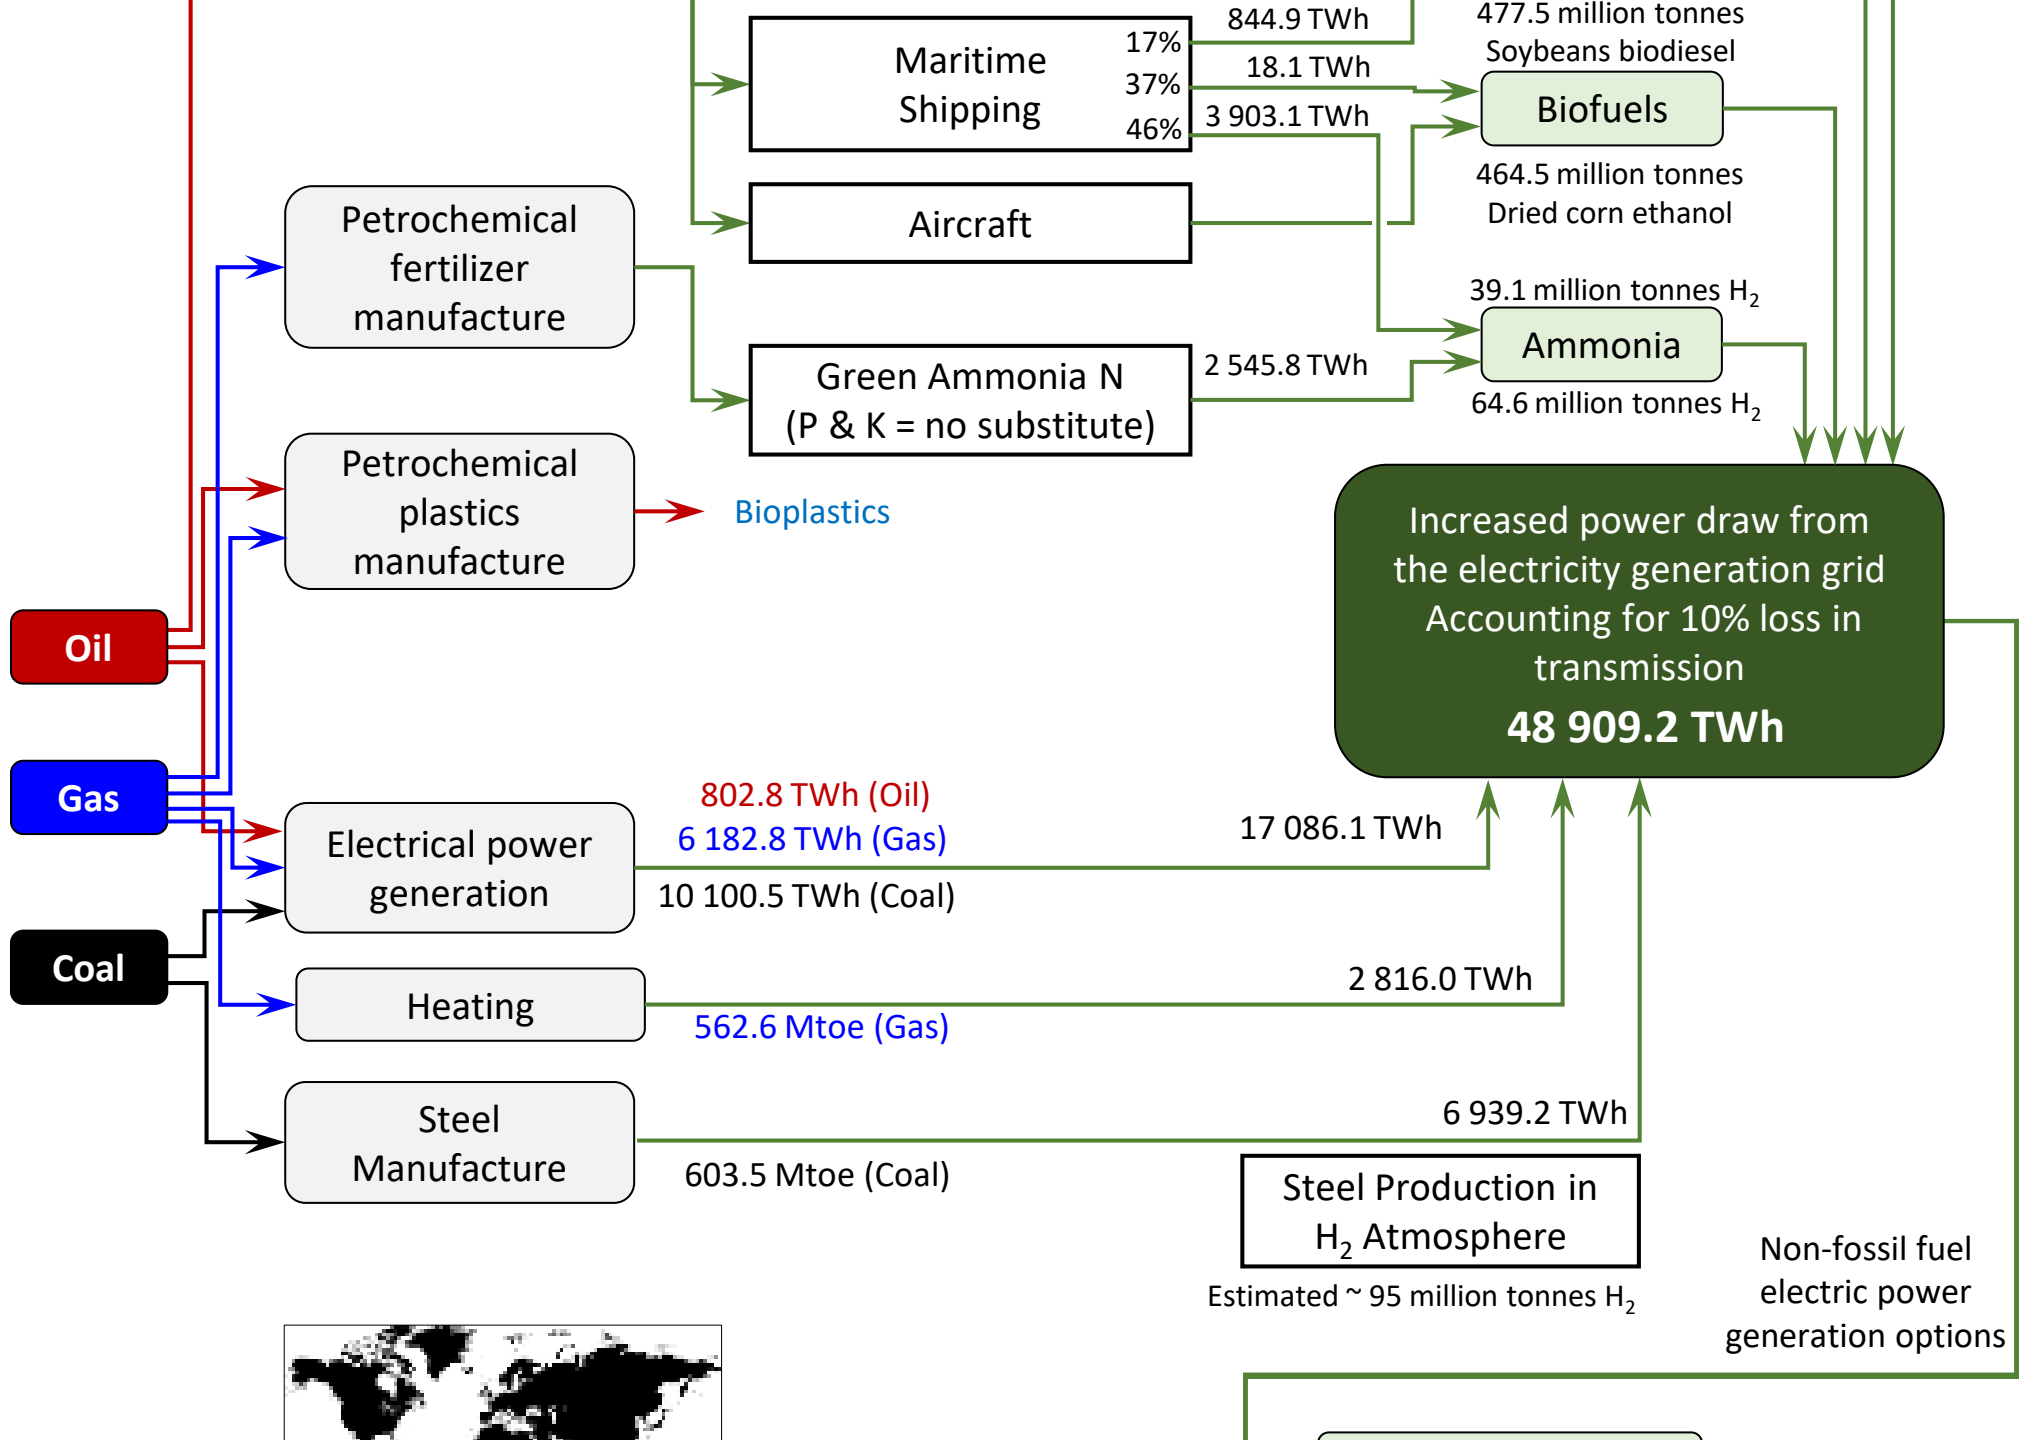 844.9 TWh
477.5 million tonnes
Soybeans biodiesel
Maritime
Shipping
17%
37%
46%
18.1 TWh
3 903.1 TWh
Biofuels
464.5 million tonnes
Dried corn ethanol
Petrochemical
fertilizer
manufacture
Aircraft
39.1 million tonnes H₂
Ammonia
64.6 million tonnes H₂
Green Ammonia N
(P & K = no substitute)
2 545.8 TWh
Petrochemical
plastics
manufacture
Bioplastics
Increased power draw from
the electricity generation grid
Accounting for 10% loss in
transmission
48 909.2 TWh
Oil
Gas
Coal
Electrical power
generation
802.8 TWh (Oil)
6 182.8 TWh (Gas)
10 100.5 TWh (Coal)
17 086.1 TWh
Heating
562.6 Mtoe (Gas)
2 816.0 TWh
Steel
Manufacture
603.5 Mtoe (Coal)
6 939.2 TWh
Steel Production in
H₂ Atmosphere
Estimated ~ 95 million tonnes H₂
Non-fossil fuel
electric power
generation options